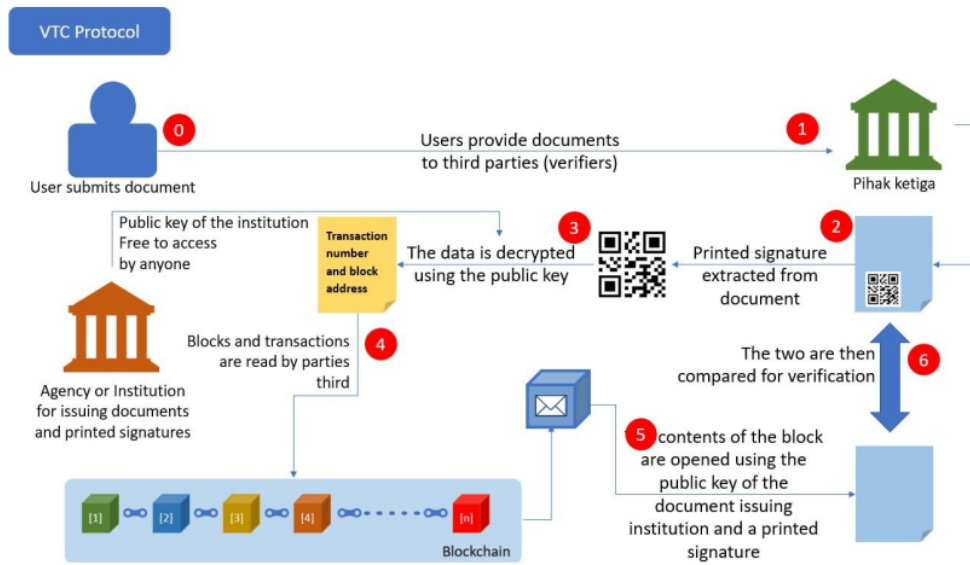 VTC Protocol
0
1
Users provide documents
to third parties (verifiers)
User submits document
Pihak ketiga
Public key of the institution
Free to access
by anyone
Transaction
number
and block
address
3
The data is decrypted
using the public key
2
Printed signature
extracted from
document
4
Blocks and transactions
are read by parties
third
Agency or Institution
for issuing documents
and printed signatures
6
The two are then
compared for verification
5
contents of the block
are opened using the
public key of the
document issuing
institution and a printed
signature
[1]
[2]
[3]
[4]
[n]
Blockchain